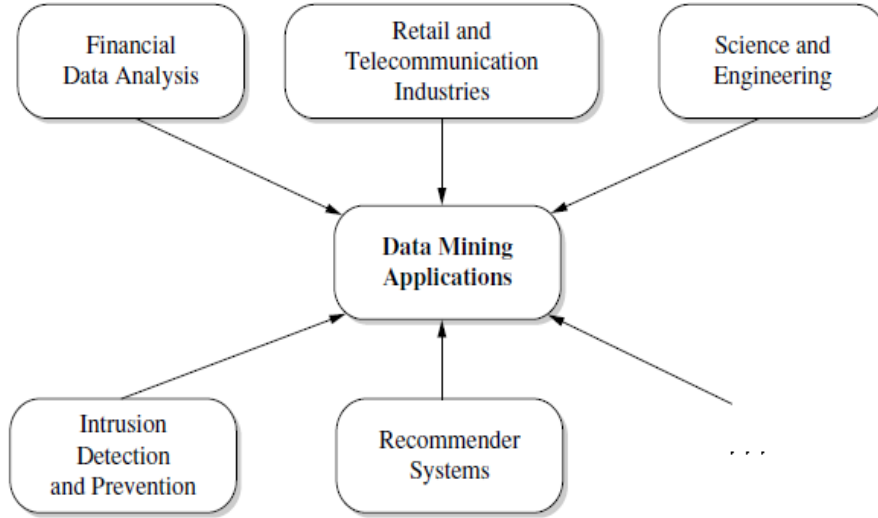 Financial
Data Analysis
Retail and
Telecommunication
Industries
Science and
Engineering
Data Mining
Applications
Intrusion
Detection
and Prevention
Recommender
Systems
. . .